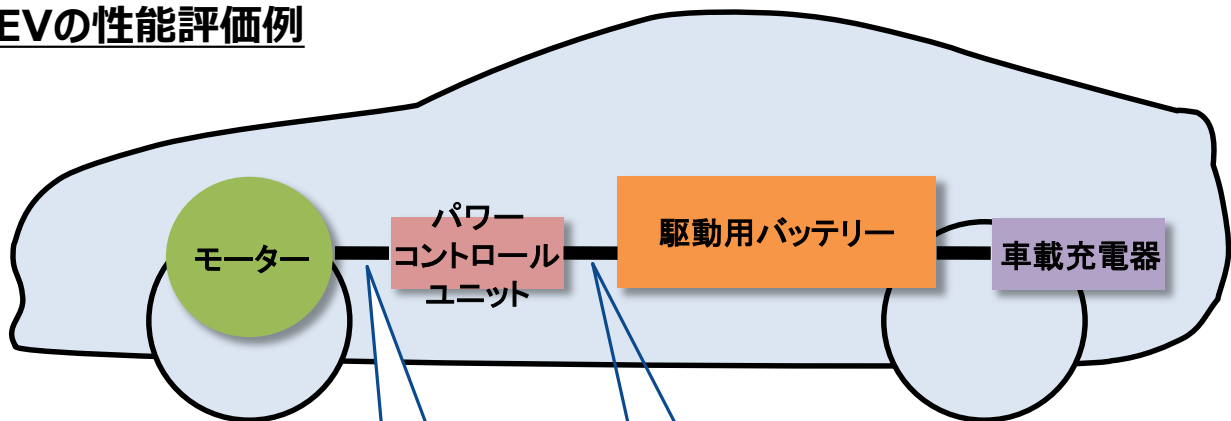 EVの性能評価例
モーター
パワー
コントロール
ユニット
駆動用バッテリー
車載充電器